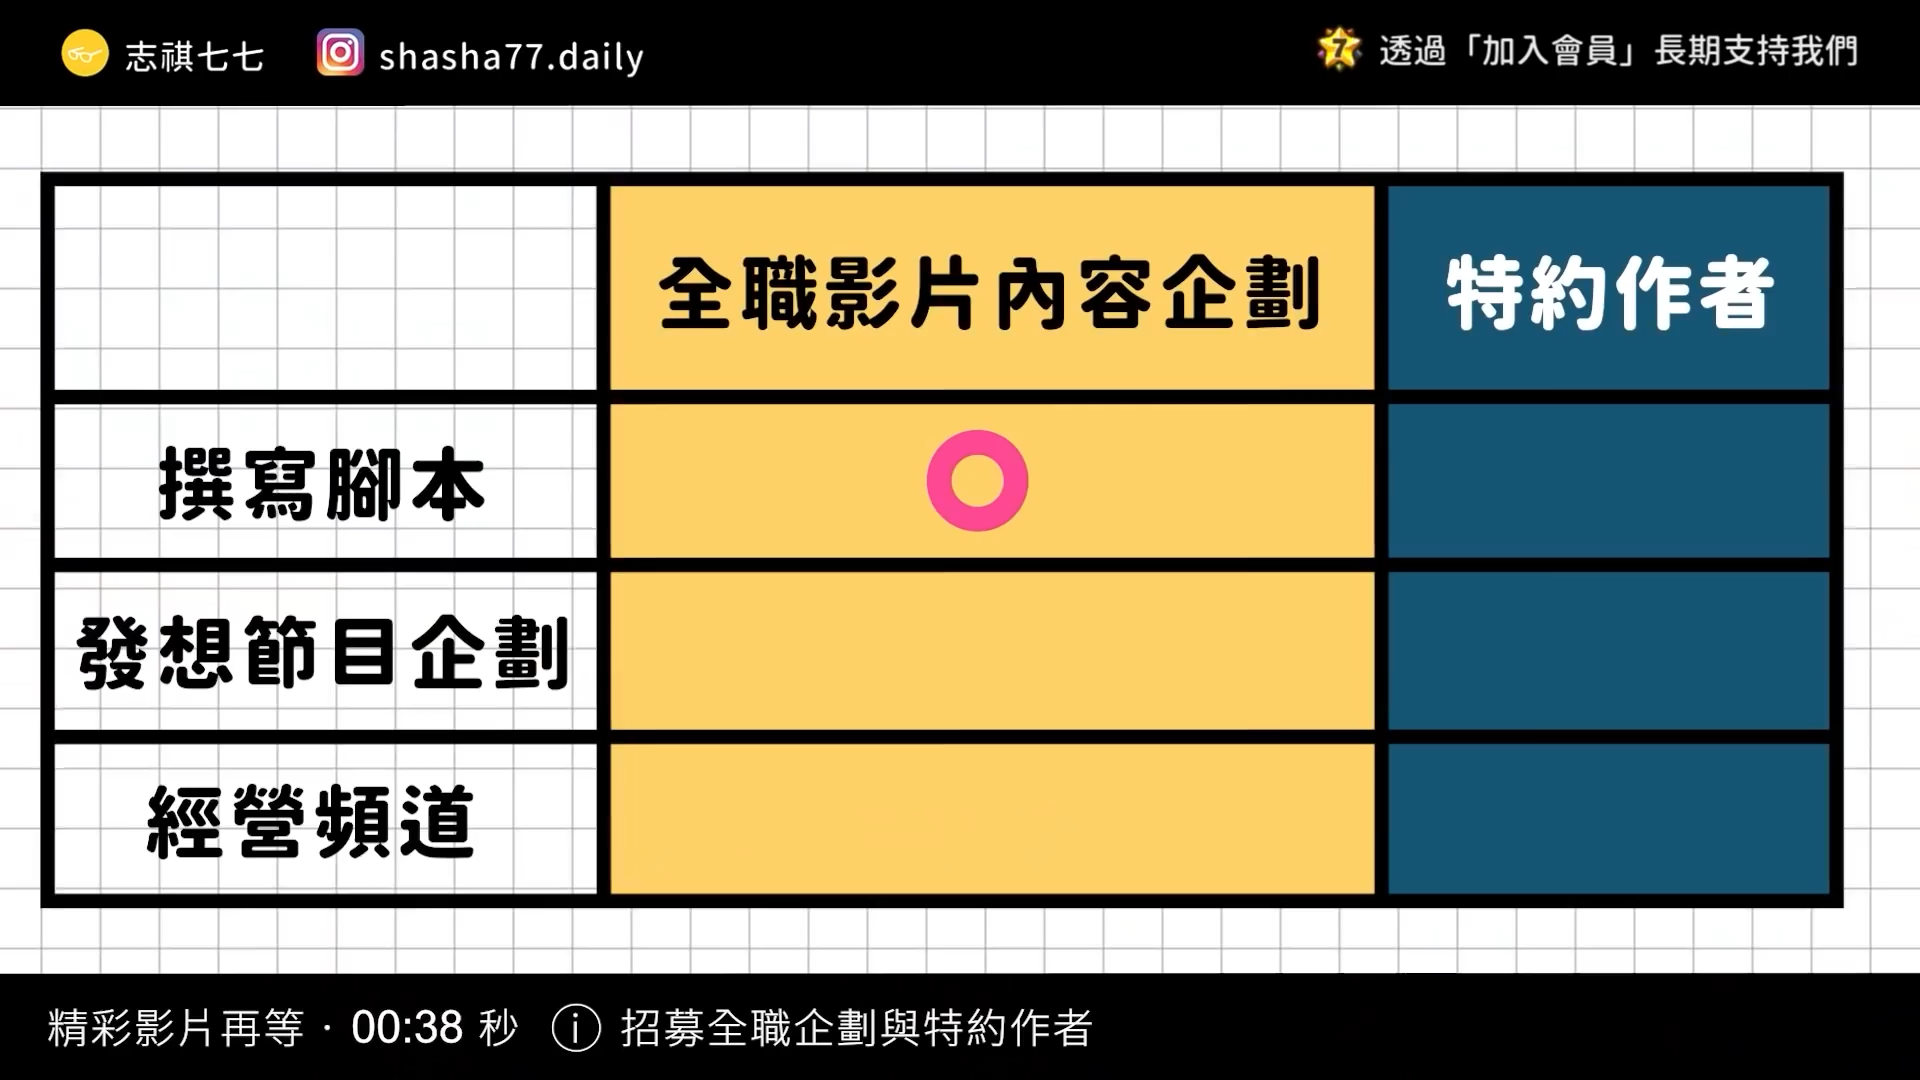 志祺七七
shasha77.daily
7
透過「加入會員」長期支持我們
全職影片內容企劃
特約作者
撰寫腳本
發想節目企劃
經營頻道
精彩影片再等 · 00:38 秒
i 招募全職企劃與特約作者